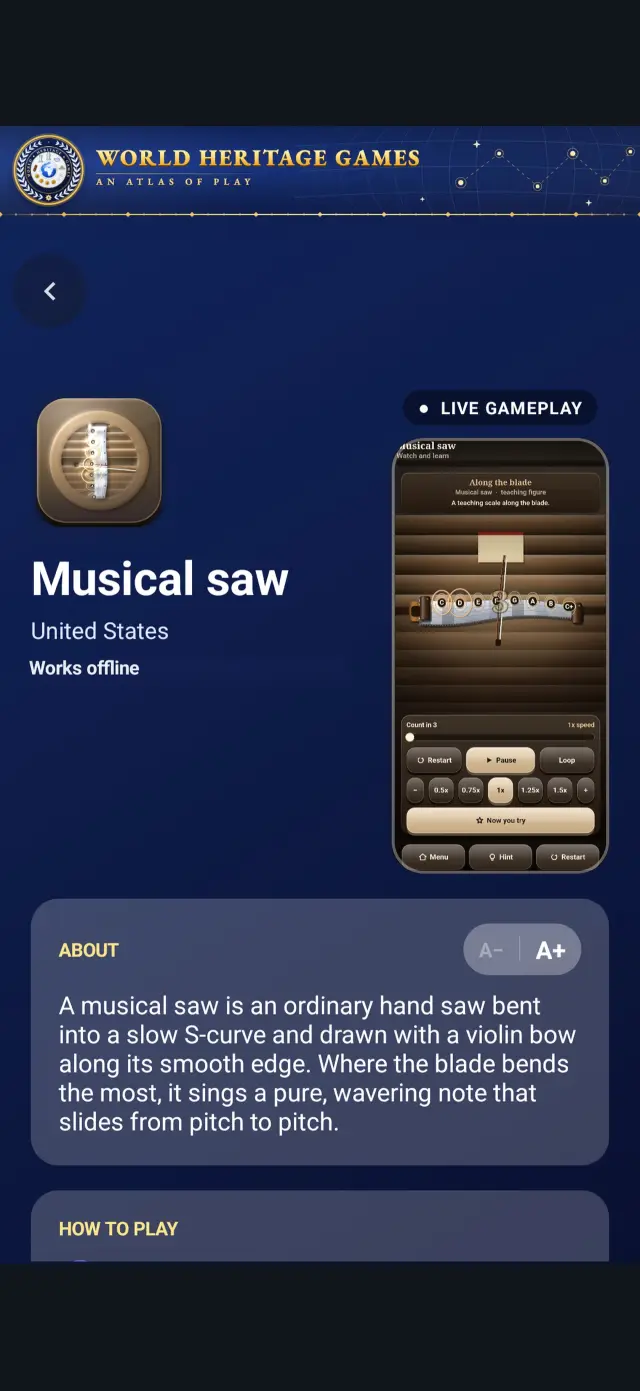 WORLD HERITAGE GAMES
AN ATLAS OF PLAY
LIVE GAMEPLAY
Musical saw
United States
Works offline
Musical saw
Watch and learn
Along the blade
Musical saw · teaching figure
A teaching scale along the blade.
C D E F G A B C+
3
Count in 3
1x speed
Restart
Pause
Loop
− 0.5x 0.75x 1x 1.25x 1.5x +
Now you try
Menu
Hint
Restart
ABOUT
A− A+
A musical saw is an ordinary hand saw bent
into a slow S-curve and drawn with a violin bow
along its smooth edge. Where the blade bends
the most, it sings a pure, wavering note that
slides from pitch to pitch.
HOW TO PLAY